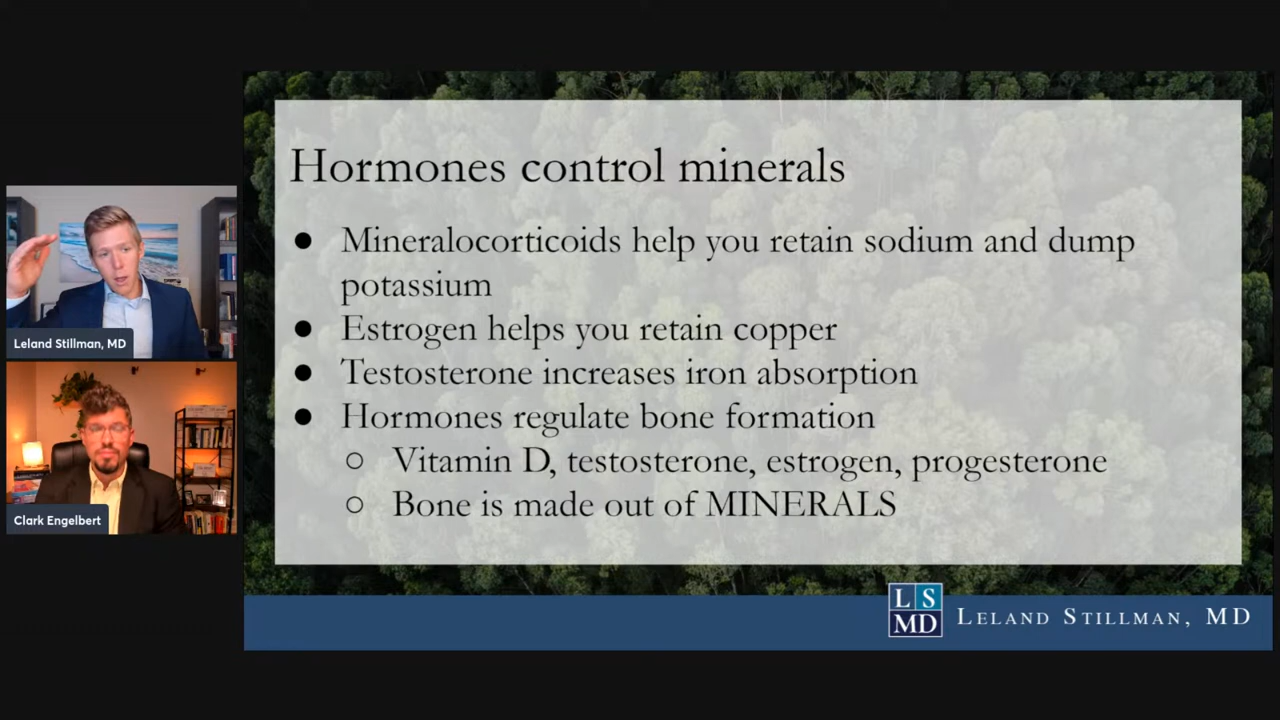 Hormones control minerals
● Mineralocorticoids help you retain sodium and dump
potassium
● Estrogen helps you retain copper
● Testosterone increases iron absorption
● Hormones regulate bone formation
○ Vitamin D, testosterone, estrogen, progesterone
○ Bone is made out of MINERALS
Leland Stillman, MD
Clark Engelbert
L S
MD
LELAND STILLMAN, MD